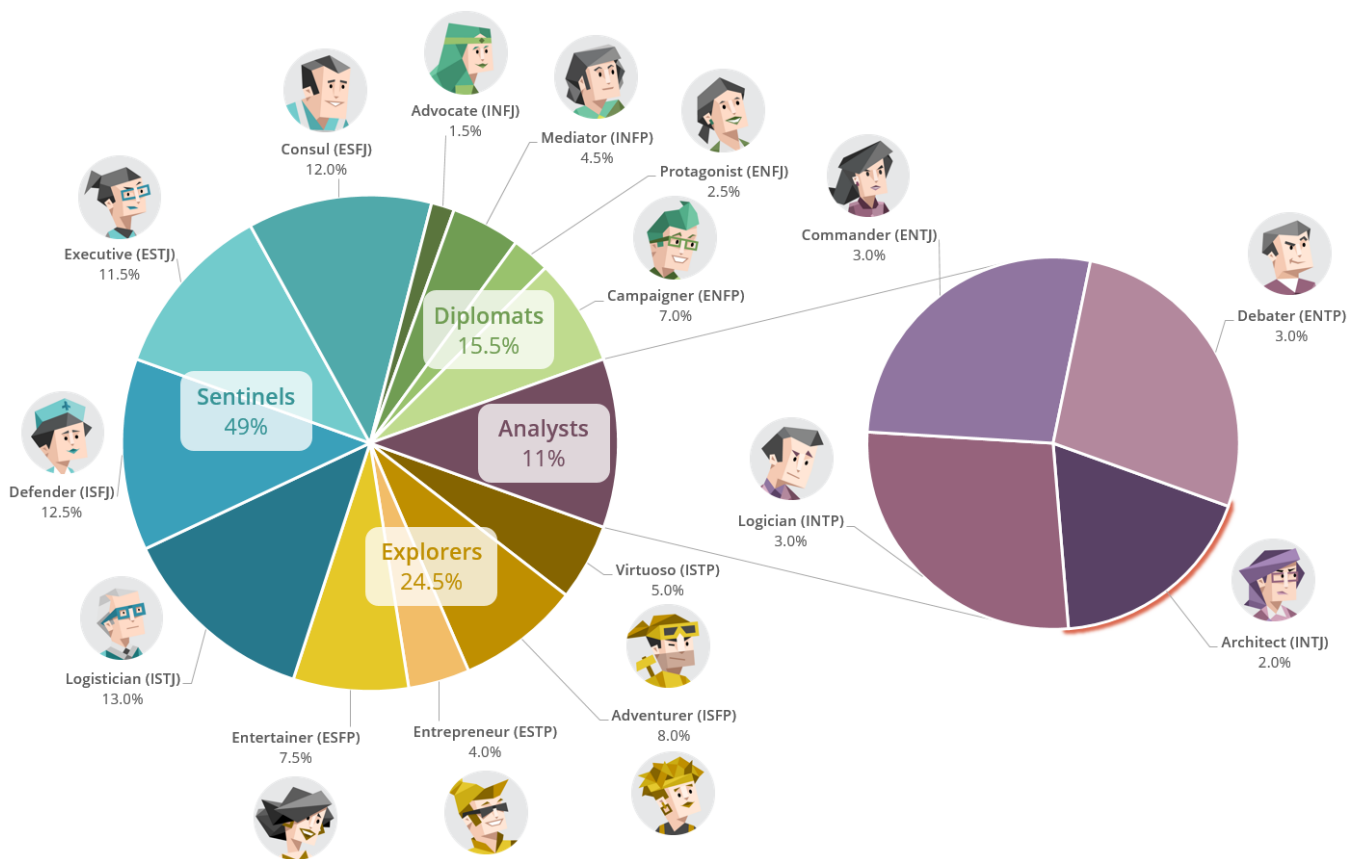 Advocate (INFJ)
1.5%
Mediator (INFP)
4.5%
Consul (ESFJ)
12.0%
Protagonist (ENFJ)
2.5%
Executive (ESTJ)
11.5%
Commander (ENTJ)
3.0%
Campaigner (ENFP)
7.0%
Debater (ENTP)
3.0%
Diplomats
15.5%
Sentinels
49%
Analysts
11%
Defender (ISFJ)
12.5%
Logician (INTP)
3.0%
Explorers
24.5%
Virtuoso (ISTP)
5.0%
Architect (INTJ)
2.0%
Logistician (ISTJ)
13.0%
Adventurer (ISFP)
8.0%
Entertainer (ESFP)
7.5%
Entrepreneur (ESTP)
4.0%